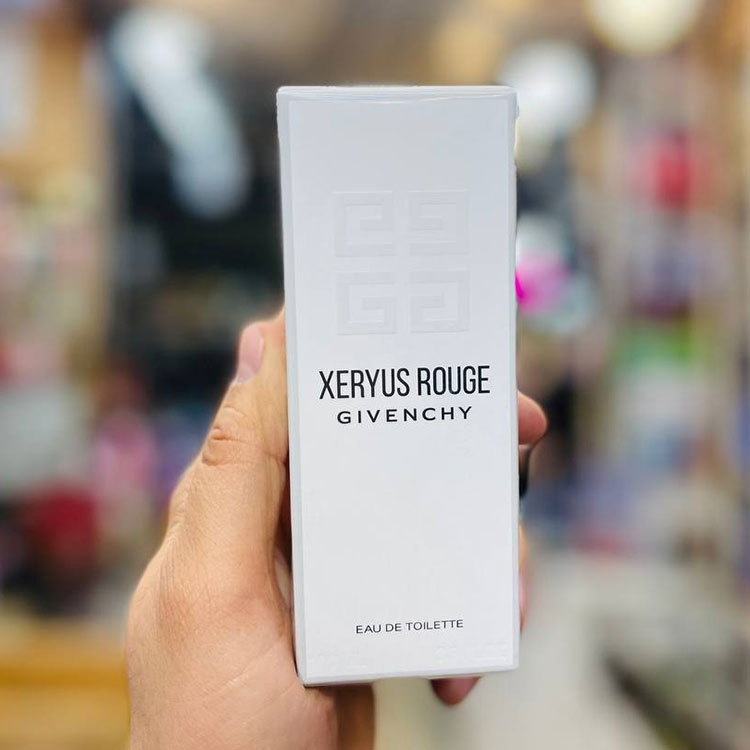 XERYUS ROUGE
GIVENCHY
EAU DE TOILETTE